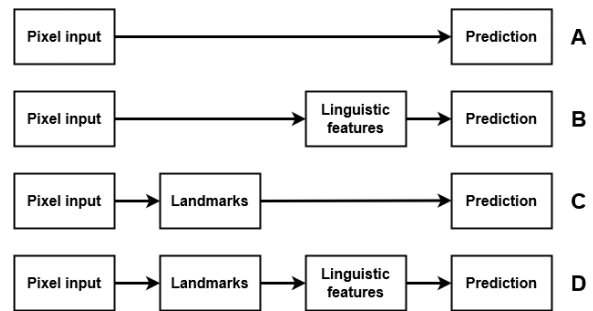 Pixel input Prediction A
Pixel input Linguistic features Prediction B
Pixel input Landmarks Prediction C
Pixel input Landmarks Linguistic features Prediction D